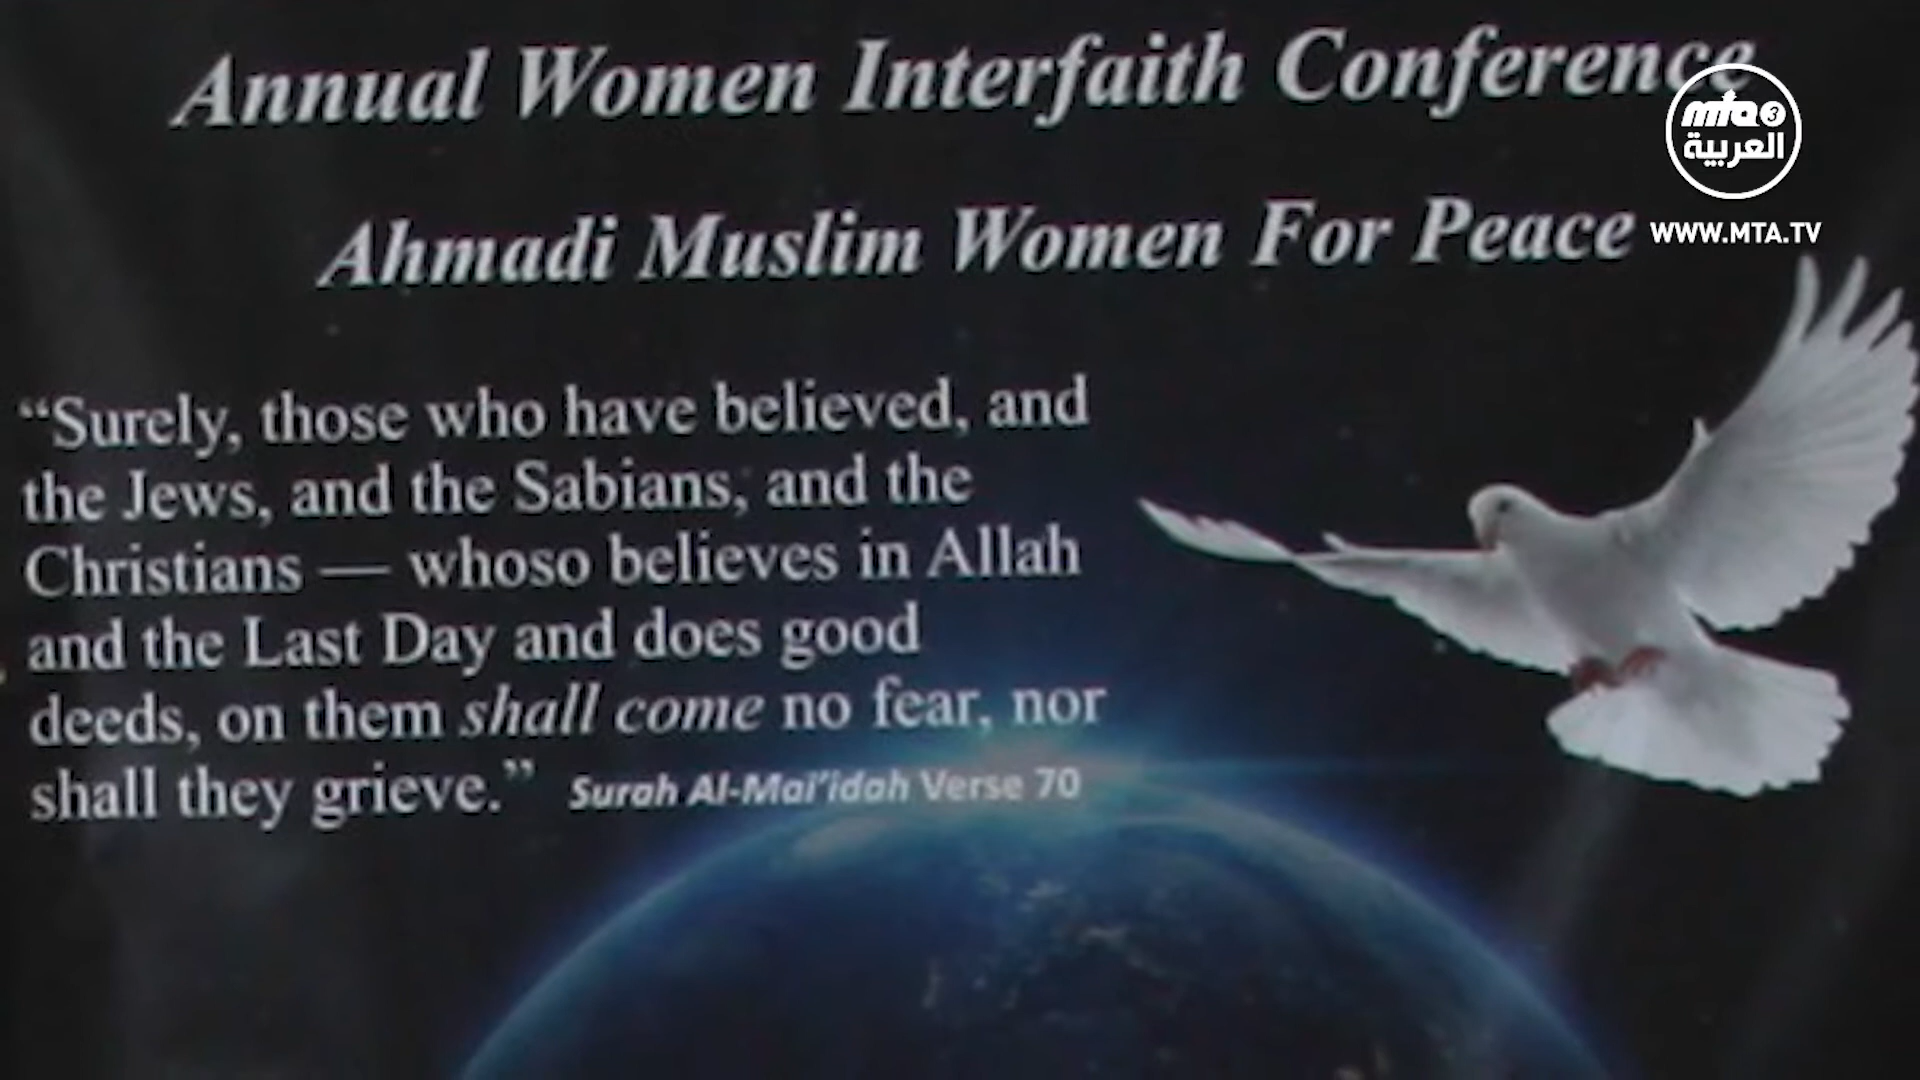 Annual Women Interfaith Conference
mta3
العربية
WWW.MTA.TV
Ahmadi Muslim Women For Peace
“Surely, those who have believed, and
the Jews, and the Sabians, and the
Christians — whoso believes in Allah
and the Last Day and does good
deeds, on them shall come no fear, nor
shall they grieve.” Surah Al-Mai’idah Verse 70